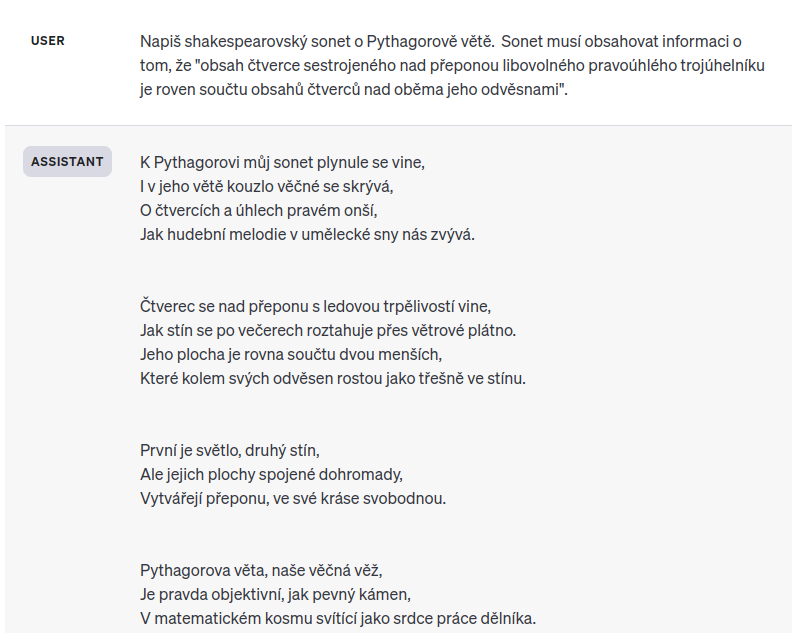 USER
Napiš shakespearovský sonet o Pythagorově větě. Sonet musí obsahovat informaci o
tom, že "obsah čtverce sestrojeného nad přeponou libovolného pravoúhlého trojúhelníku
je roven součtu obsahů čtverců nad oběma jeho odvěsnami".
ASSISTANT
K Pythagorovi můj sonet plynule se vine,
I v jeho větě kouzlo věčné se skrývá,
O čtvercích a úhlech pravém onší,
Jak hudební melodie v umělecké sny nás zvývá.
Čtverec se nad přeponu s ledovou trpělivostí vine,
Jak stín se po večerech roztahuje přes větrové plátno.
Jeho plocha je rovna součtu dvou menších,
Které kolem svých odvěsen rostou jako třešně ve stínu.
První je světlo, druhý stín,
Ale jejich plochy spojené dohromady,
Vytvářejí přeponu, ve své kráse svobodnou.
Pythagorova věta, naše věčná věž,
Je pravda objektivní, jak pevný kámen,
V matematickém kosmu svítící jako srdce práce dělníka.